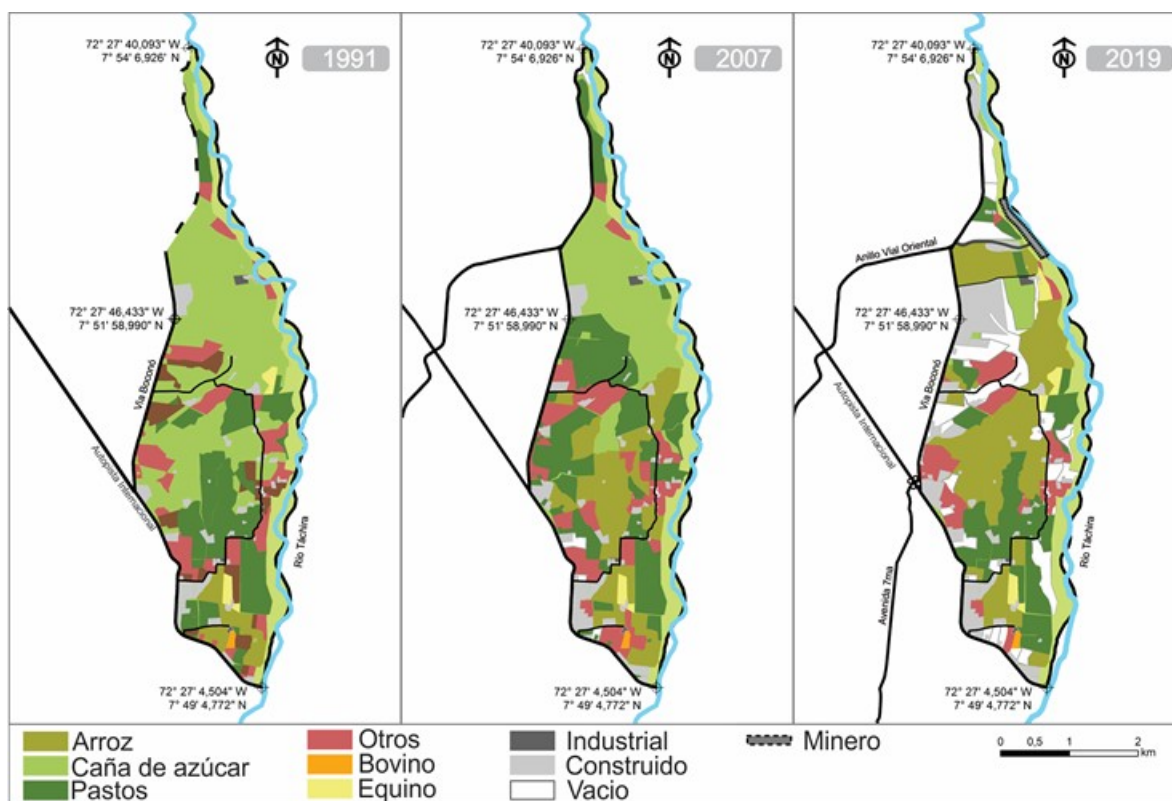 72° 27' 40,093" W
7° 54' 6,926' N
N
1991
72° 27' 46,433" W
7° 51' 58,990" N
Vía Boconó
Autopista Internacional
Río Táchira
72° 27' 4,504" W
7° 49' 4,772" N
72° 27' 40,093" W
7° 54' 6,926" N
N
2007
72° 27' 46,433" W
7° 51' 58,990" N
72° 27' 4,504" W
7° 49' 4,772" N
72° 27' 40,093" W
7° 54' 6,926" N
N
2019
Anillo Vial Oriental
72° 27' 46,433" W
7° 51' 58,990" N
Vía Boconó
Autopista Internacional
Río Táchira
Avenida 7ma
72° 27' 4,504" W
7° 49' 4,772" N
Arroz
Caña de azúcar
Pastos
Otros
Bovino
Equino
Industrial
Construido
Vacio
Minero
0 0,5 1 2
km